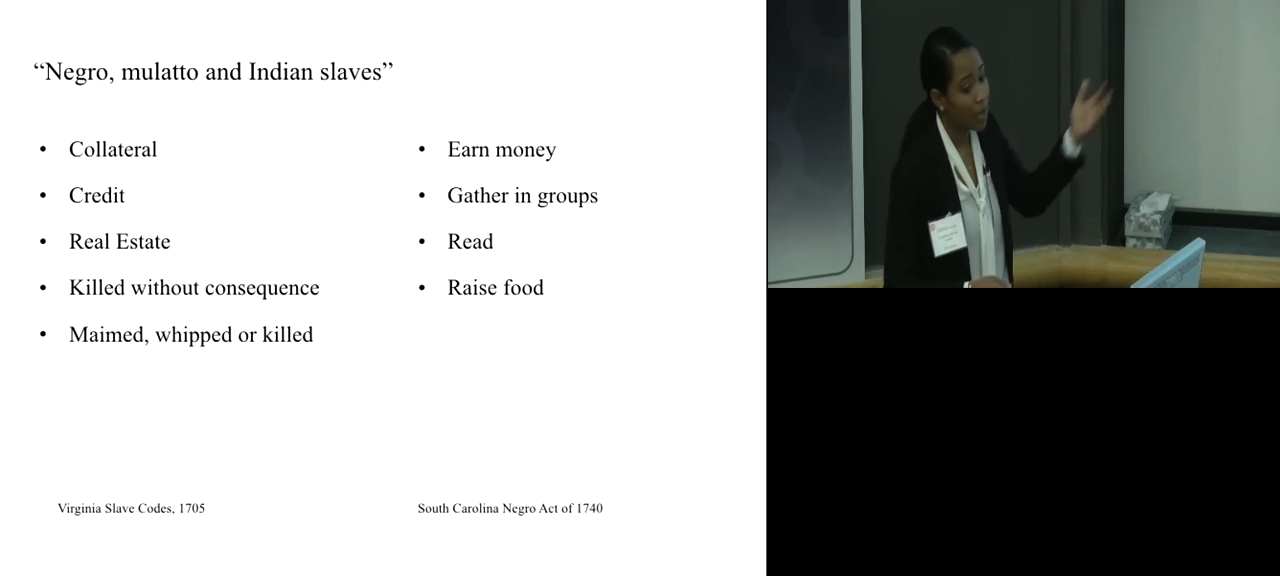 “Negro, mulatto and Indian slaves”
• Collateral
• Credit
• Real Estate
• Killed without consequence
• Maimed, whipped or killed
Virginia Slave Codes, 1705
• Earn money
• Gather in groups
• Read
• Raise food
South Carolina Negro Act of 1740